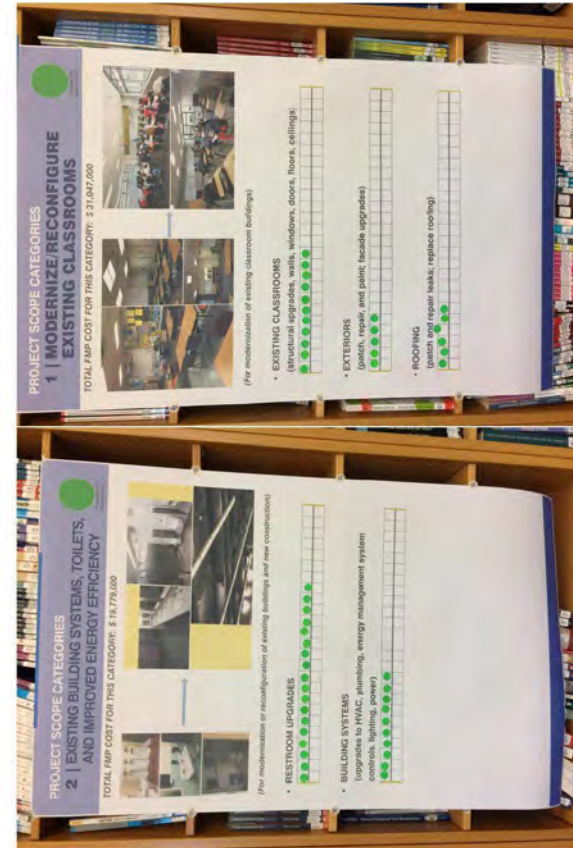 PROJECT SCOPE CATEGORIES
1 | MODERNIZE/RECONFIGURE
EXISTING CLASSROOMS
TOTAL FMP COST FOR THIS CATEGORY: $ 31,047,000
(For modernization of existing classroom buildings)
• EXISTING CLASSROOMS
(structural upgrades, walls, windows, doors, floors, ceilings)
• EXTERIORS
(patch, repair, and paint; facade upgrades)
• ROOFING
(patch and repair leaks; replace roofing)
PROJECT SCOPE CATEGORIES
2 | EXISTING BUILDING SYSTEMS, TOILETS,
AND IMPROVED ENERGY EFFICIENCY
TOTAL FMP COST FOR THIS CATEGORY: $ 19,779,000
(For modernization or reconfiguration of existing buildings and new construction)
• RESTROOM UPGRADES
• BUILDING SYSTEMS
(upgrades to HVAC, plumbing, energy management system
controls, lighting, power)